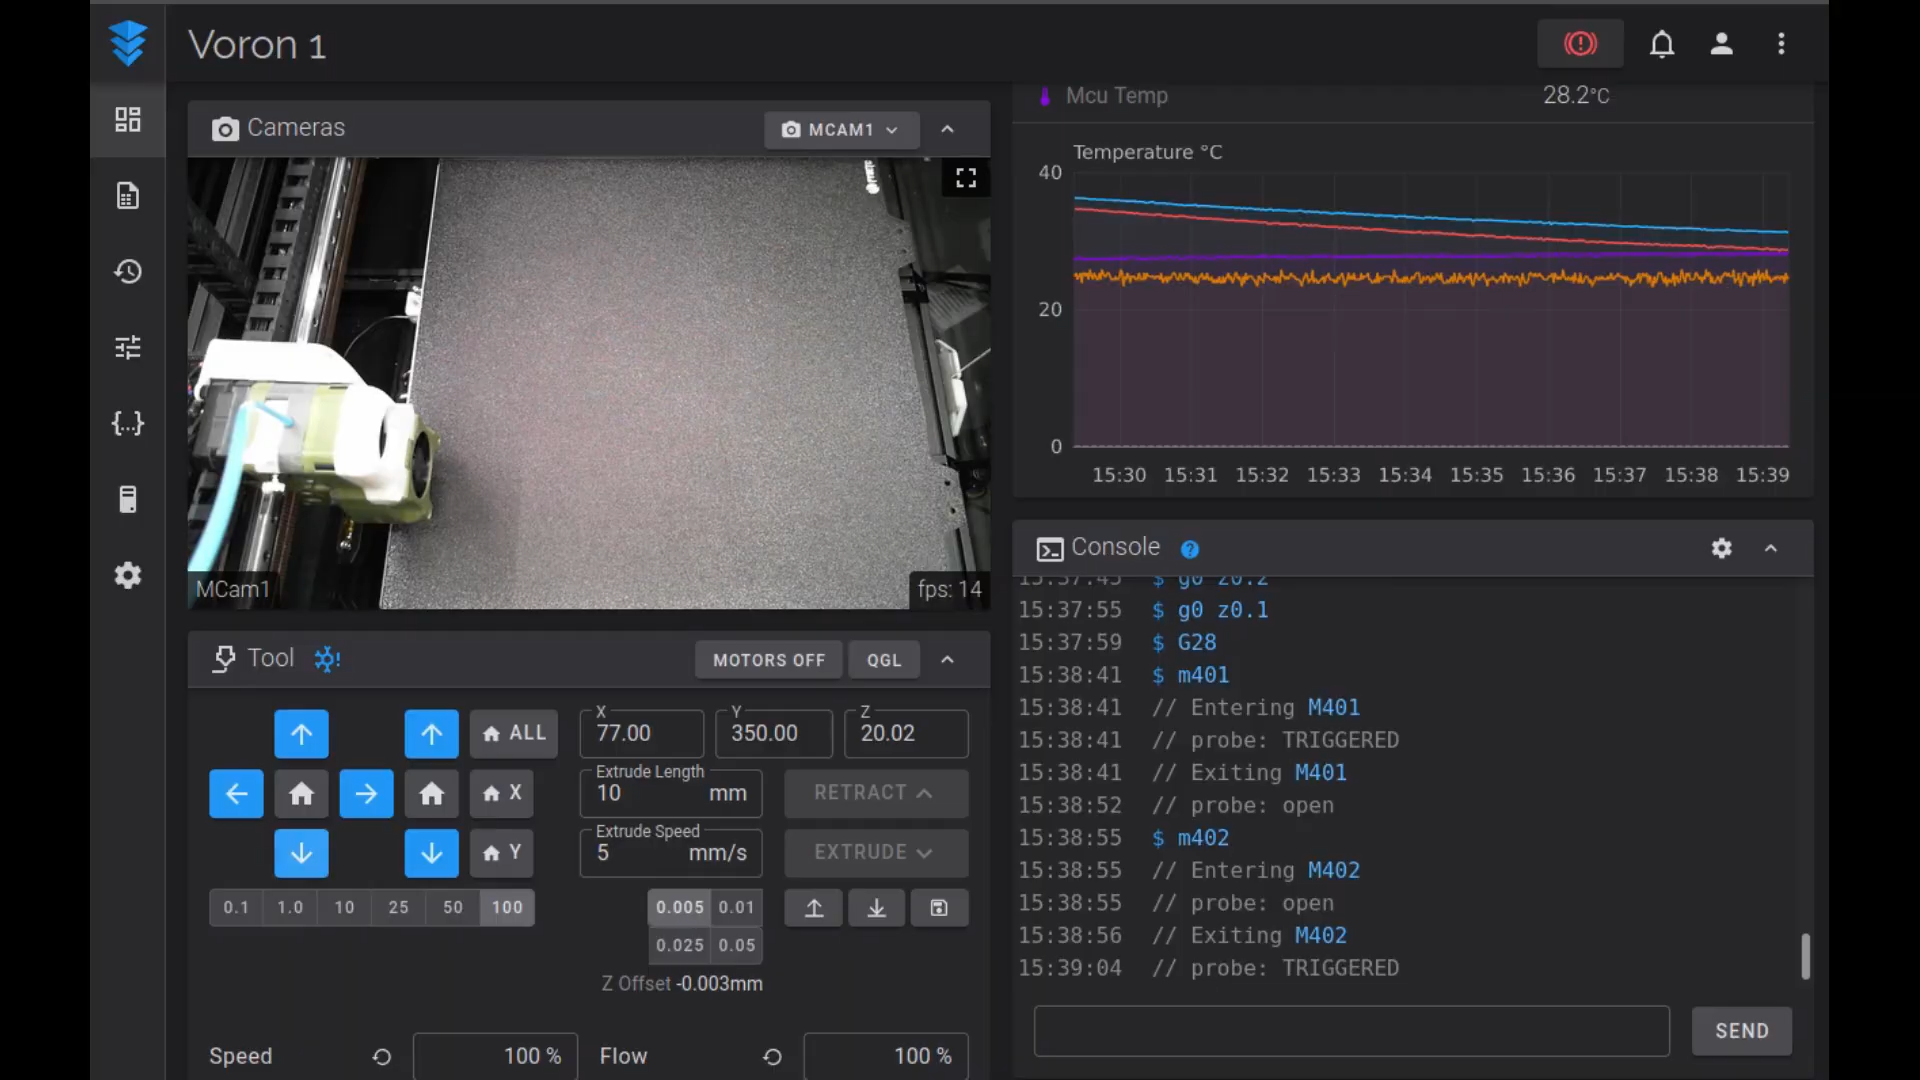 Voron 1
Cameras
MCAM1
MCam1
fps: 14
Tool
MOTORS OFF
QGL
X
77.00
Y
350.00
Z
20.02
ALL
Extrude Length
10 mm
RETRACT
X
Extrude Speed
5 mm/s
EXTRUDE
Y
0.1 1.0 10 25 50 100
0.005 0.01
0.025 0.05
Z Offset -0.003mm
Speed 100 %
Flow 100 %
Mcu Temp 28.2°C
Temperature °C
40
20
0
15:30 15:31 15:32 15:33 15:34 15:35 15:36 15:37 15:38 15:39
Console
15:37:45 $ g0 z0.2
15:37:55 $ g0 z0.1
15:37:59 $ G28
15:38:41 $ m401
15:38:41 // Entering M401
15:38:41 // probe: TRIGGERED
15:38:41 // Exiting M401
15:38:52 // probe: open
15:38:55 $ m402
15:38:55 // Entering M402
15:38:55 // probe: open
15:38:56 // Exiting M402
15:39:04 // probe: TRIGGERED
SEND